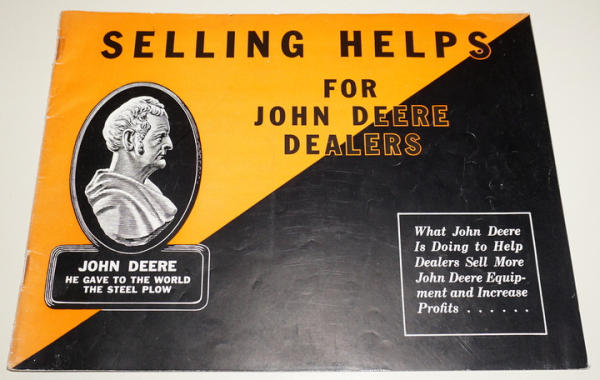 SELLING HELPS
FOR
JOHN DEERE
DEALERS
JOHN DEERE
HE GAVE TO THE WORLD
THE STEEL PLOW
What John Deere
Is Doing to Help
Dealers Sell More
John Deere Equip-
ment and Increase
Profits . . . . . .